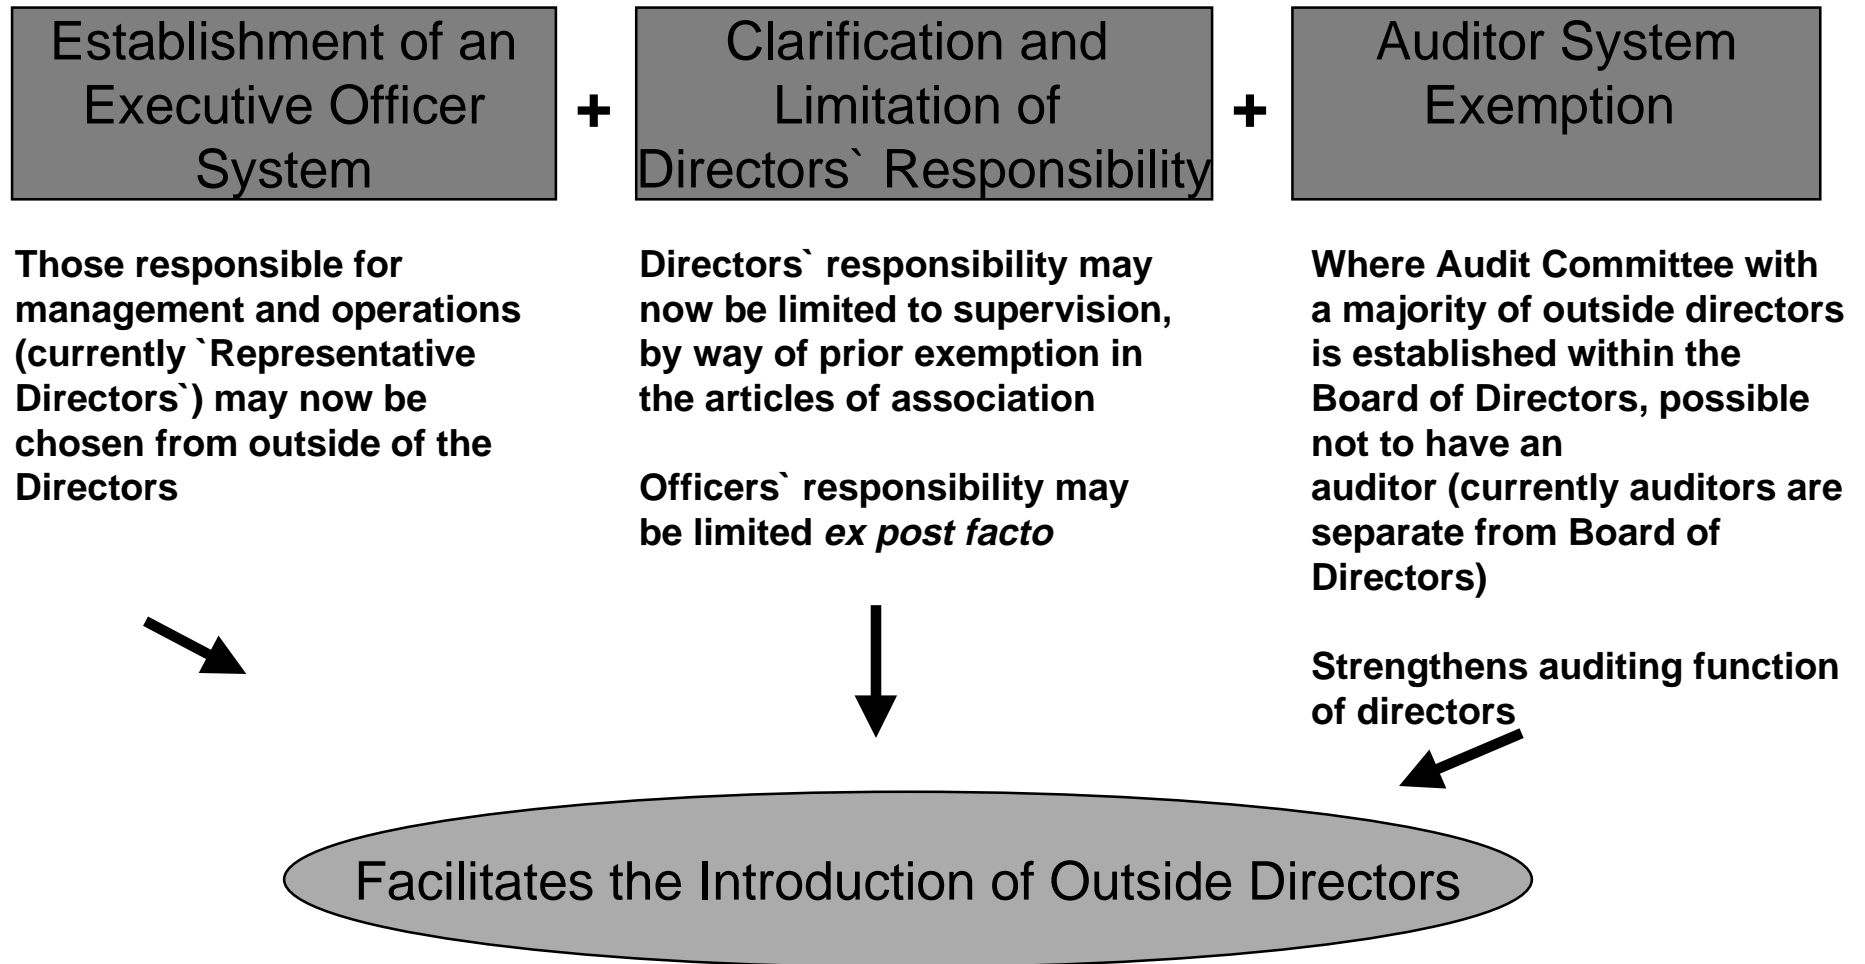 Establishment of an
Executive Officer
System
+
Clarification and
Limitation of
Directors` Responsibility
+
Auditor System
Exemption
Those responsible for
management and operations
(currently `Representative
Directors`) may now be
chosen from outside of the
Directors
Directors` responsibility may
now be limited to supervision,
by way of prior exemption in
the articles of association
Officers` responsibility may
be limited ex post facto
Where Audit Committee with
a majority of outside directors
is established within the
Board of Directors, possible
not to have an
auditor (currently auditors are
separate from Board of
Directors)
Strengthens auditing function
of directors
Facilitates the Introduction of Outside Directors